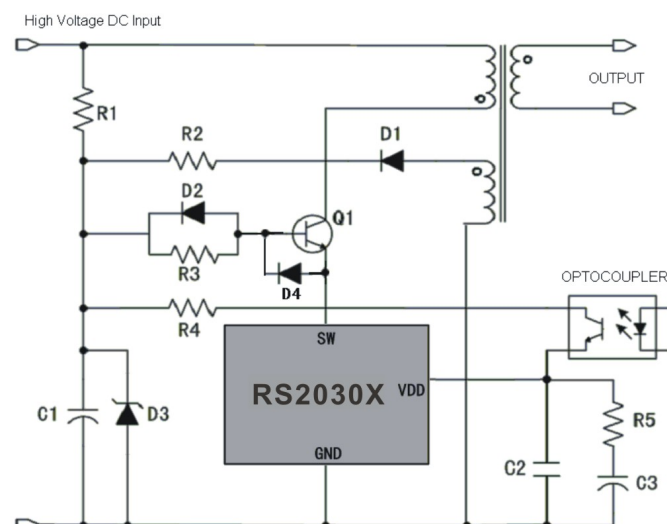 High Voltage DC Input
OUTPUT
R1
R2
D1
D2
Q1
R3
D4
OPTOCOUPLER
R4
SW
RS2030X
VDD
C1
D3
R5
GND
C2
C3